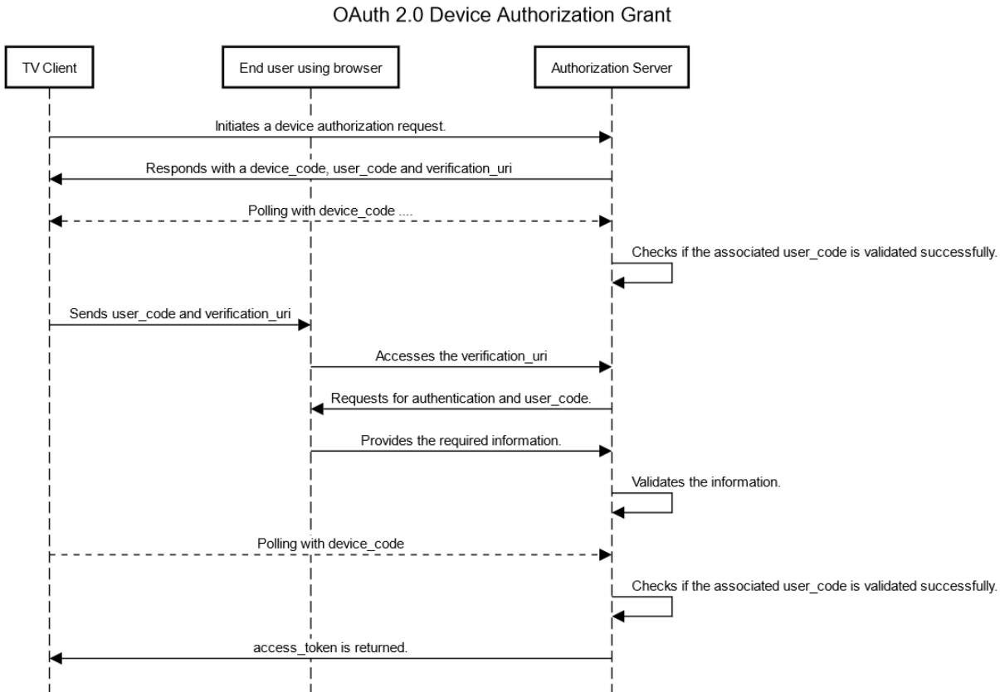 OAuth 2.0 Device Authorization Grant
TV Client
End user using browser
Authorization Server
Initiates a device authorization request.
Responds with a device_code, user_code and verification_uri
Polling with device_code ....
Checks if the associated user_code is validated successfully.
Sends user_code and verification_uri
Accesses the verification_uri
Requests for authentication and user_code.
Provides the required information.
Validates the information.
Polling with device_code
Checks if the associated user_code is validated successfully.
access_token is returned.